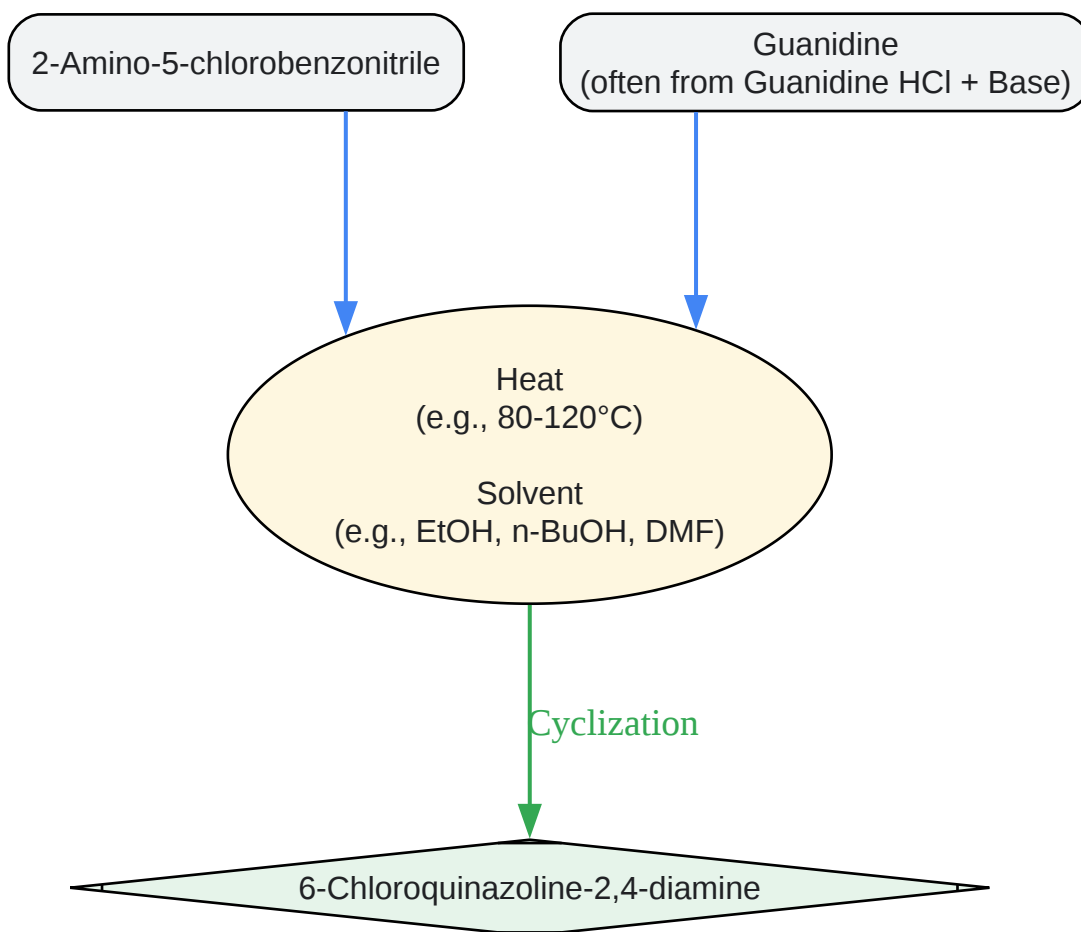 2-Amino-5-chlorobenzonitrile
Guanidine
(often from Guanidine HCl + Base)
Heat
(e.g., 80-120°C)
Solvent
(e.g., EtOH, n-BuOH, DMF)
Cyclization
6-Chloroquinazoline-2,4-diamine